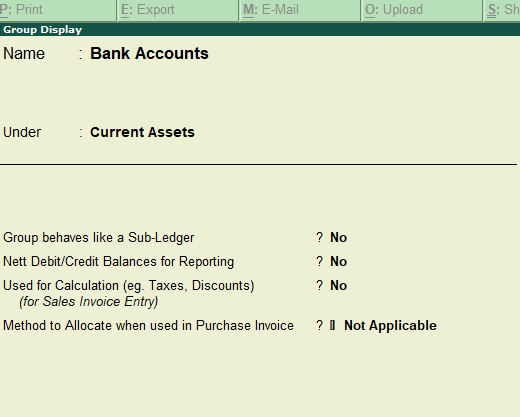 P: Print E: Export M: E-Mail O: Upload S: Sh
Group Display
Name : Bank Accounts
Under : Current Assets
Group behaves like a Sub-Ledger ? No
Nett Debit/Credit Balances for Reporting ? No
Used for Calculation (eg. Taxes, Discounts) ? No
(for Sales Invoice Entry)
Method to Allocate when used in Purchase Invoice ? Not Applicable